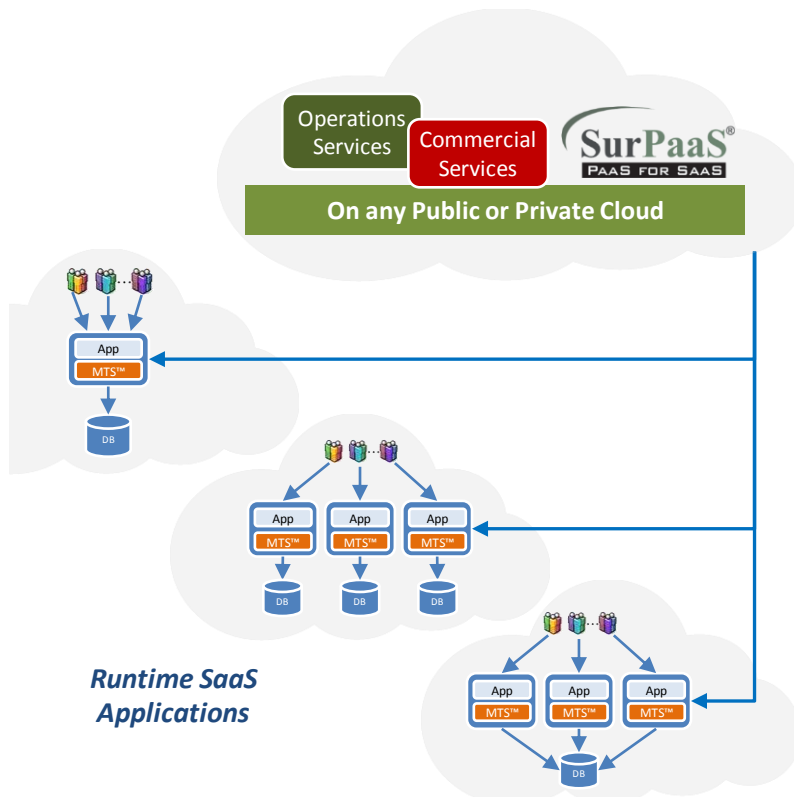 Operations
Services
Commercial
Services
SurPaaS®
PAAS FOR SAAS
On any Public or Private Cloud
...
App
MTS™
DB
...
App
App
App
MTS™
MTS™
MTS™
DB
DB
DB
...
App
App
App
MTS™
MTS™
MTS™
DB
Runtime SaaS
Applications